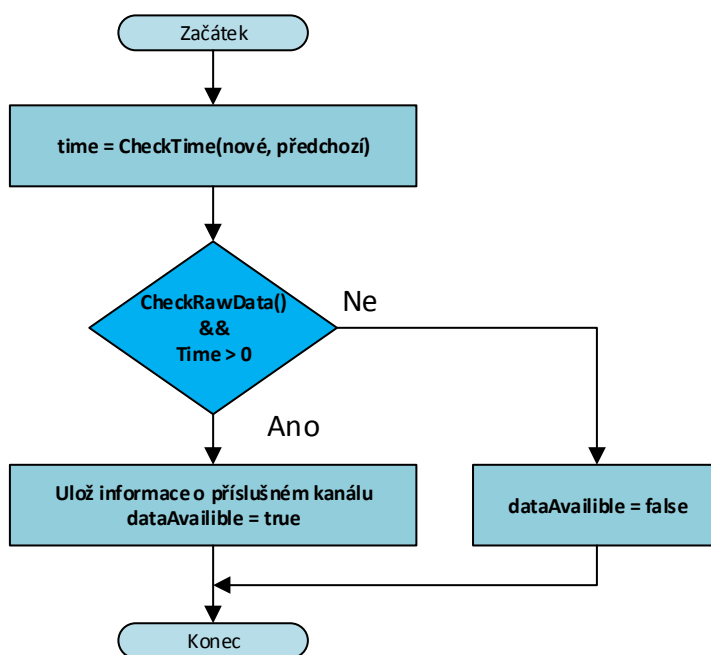 Začátek
time = CheckTime(nové, předchozí)
CheckRawData()
&&
Time > 0
Ne
Ano
Ulož informace o příslušném kanálu
dataAvailible = true
dataAvailible = false
Konec